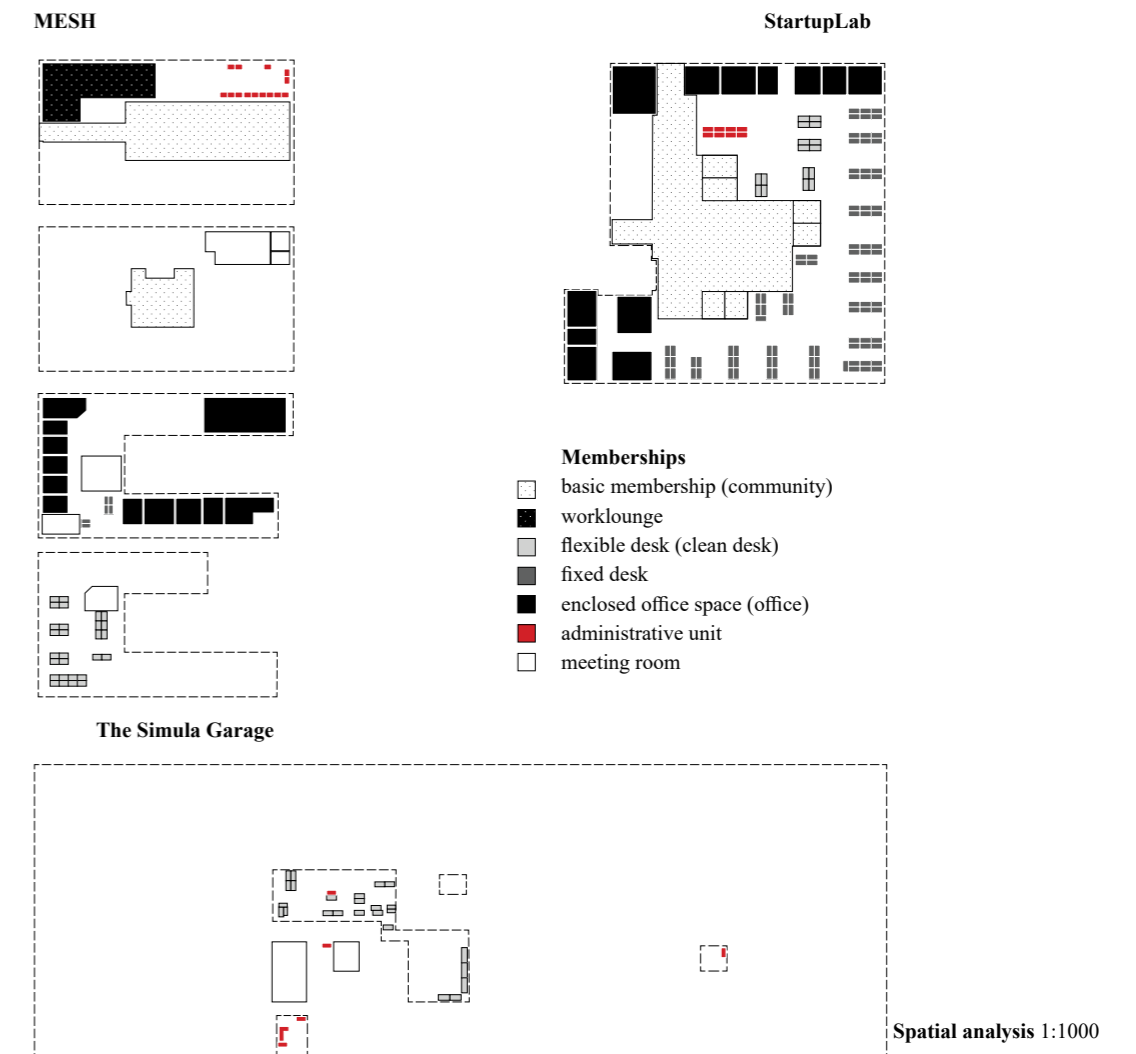 MESH
StartupLab
Memberships
basic membership (community)
worklounge
flexible desk (clean desk)
fixed desk
enclosed office space (office)
administrative unit
meeting room
The Simula Garage
Spatial analysis 1:1000